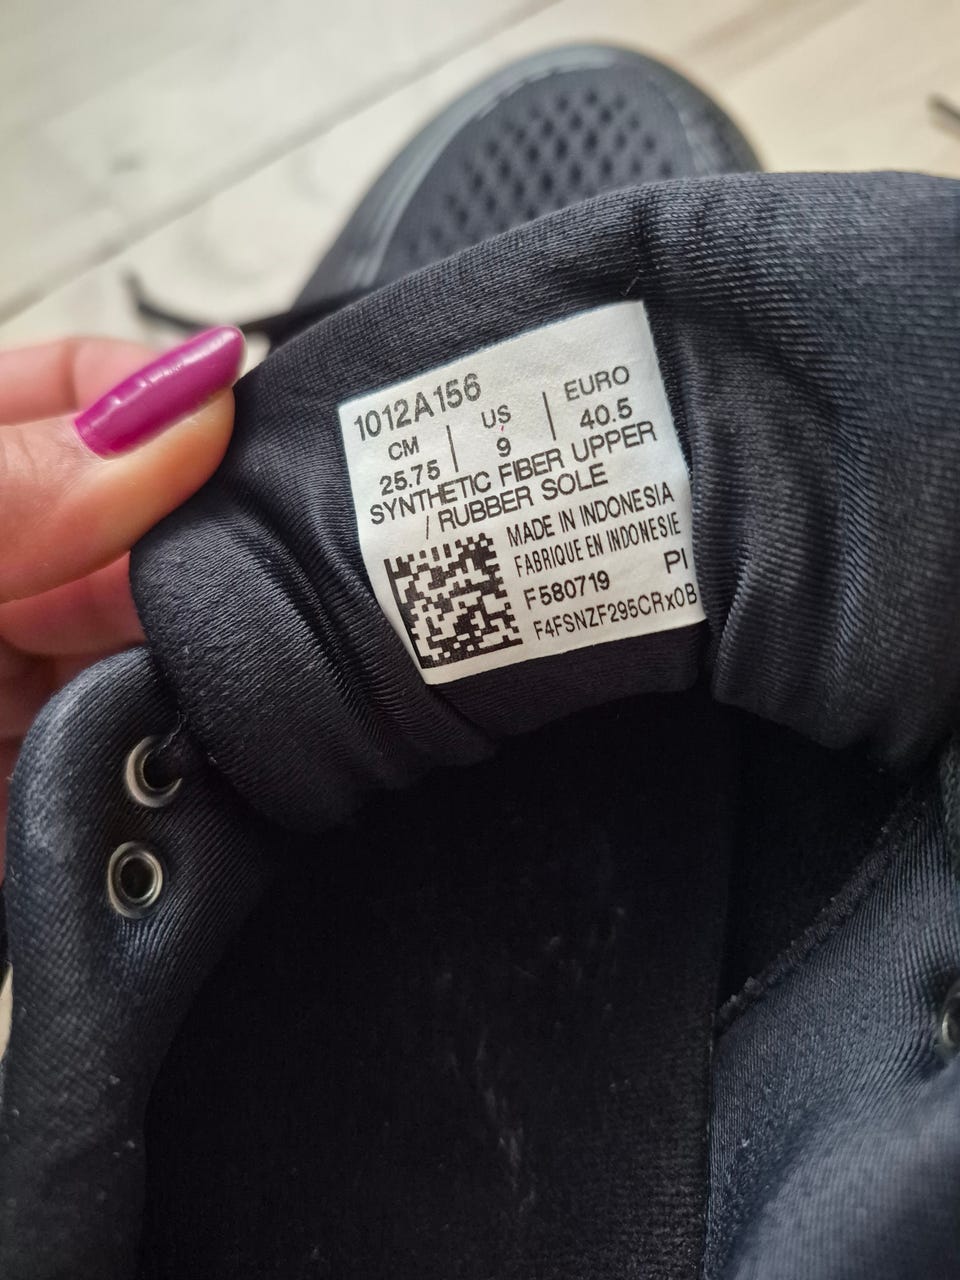 1012A156
CM | US | EURO
25.75 | 9 | 40.5
SYNTHETIC FIBER UPPER
/ RUBBER SOLE
MADE IN INDONESIA
FABRIQUE EN INDONESIE
F580719 PI
F4FSNZF295CRx0B